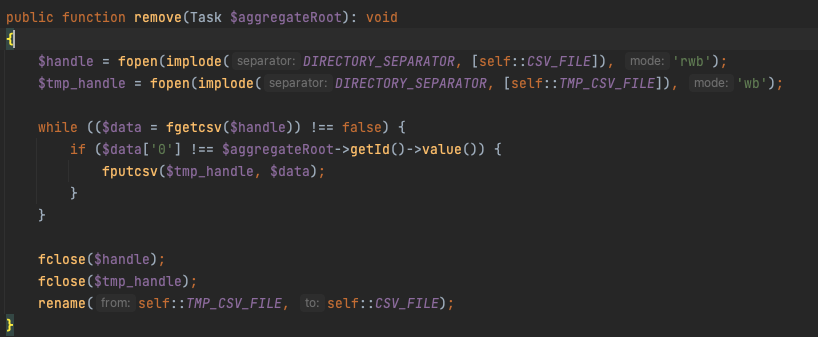 public function remove(Task $aggregateRoot): void
{
    $handle = fopen(implode( separator: DIRECTORY_SEPARATOR, [self::CSV_FILE]), mode: 'rwb');
    $tmp_handle = fopen(implode( separator: DIRECTORY_SEPARATOR, [self::TMP_CSV_FILE]), mode: 'wb');
    while (($data = fgetcsv($handle)) !== false) {
        if ($data['0'] !== $aggregateRoot->getId()->value()) {
            fputcsv($tmp_handle, $data);
        }
    }
    fclose($handle);
    fclose($tmp_handle);
    rename( from: self::TMP_CSV_FILE, to: self::CSV_FILE);
}